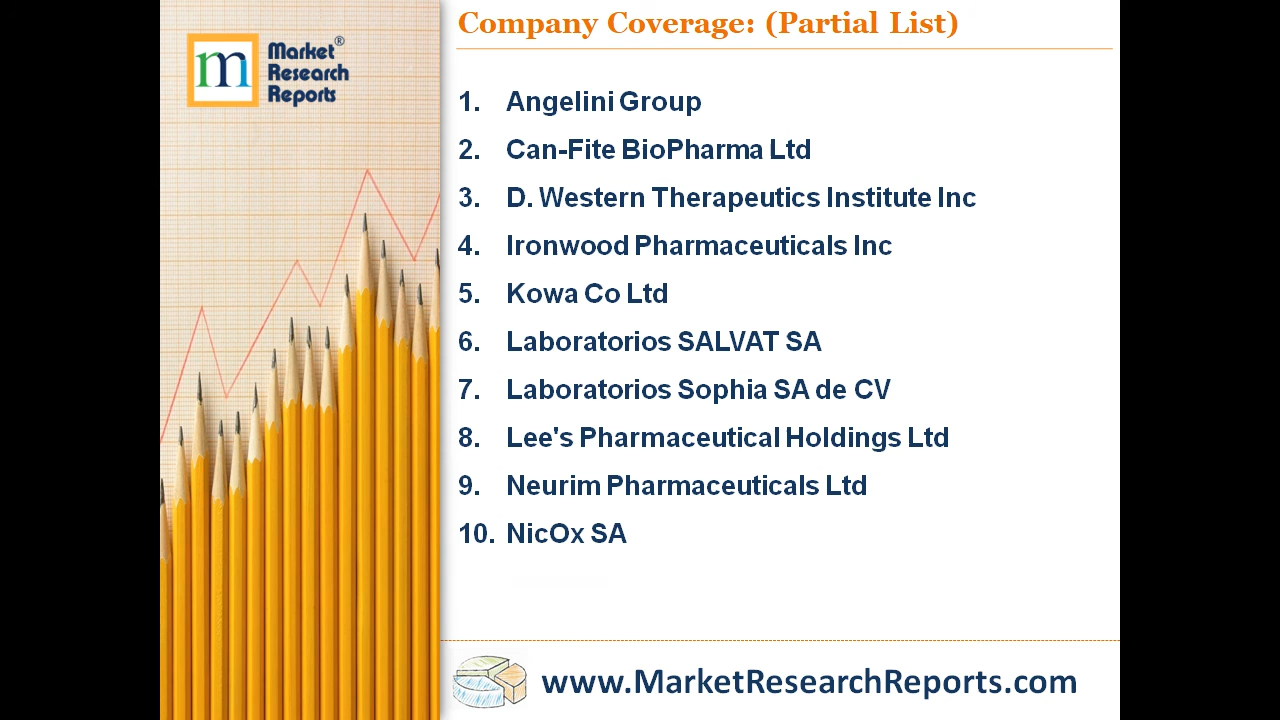 Company Coverage: (Partial List)
m
Market®
Research
Reports
1. Angelini Group
2. Can-Fite BioPharma Ltd
3. D. Western Therapeutics Institute Inc
4. Ironwood Pharmaceuticals Inc
5. Kowa Co Ltd
6. Laboratorios SALVAT SA
7. Laboratorios Sophia SA de CV
8. Lee's Pharmaceutical Holdings Ltd
9. Neurim Pharmaceuticals Ltd
10. NicOx SA
www.MarketResearchReports.com